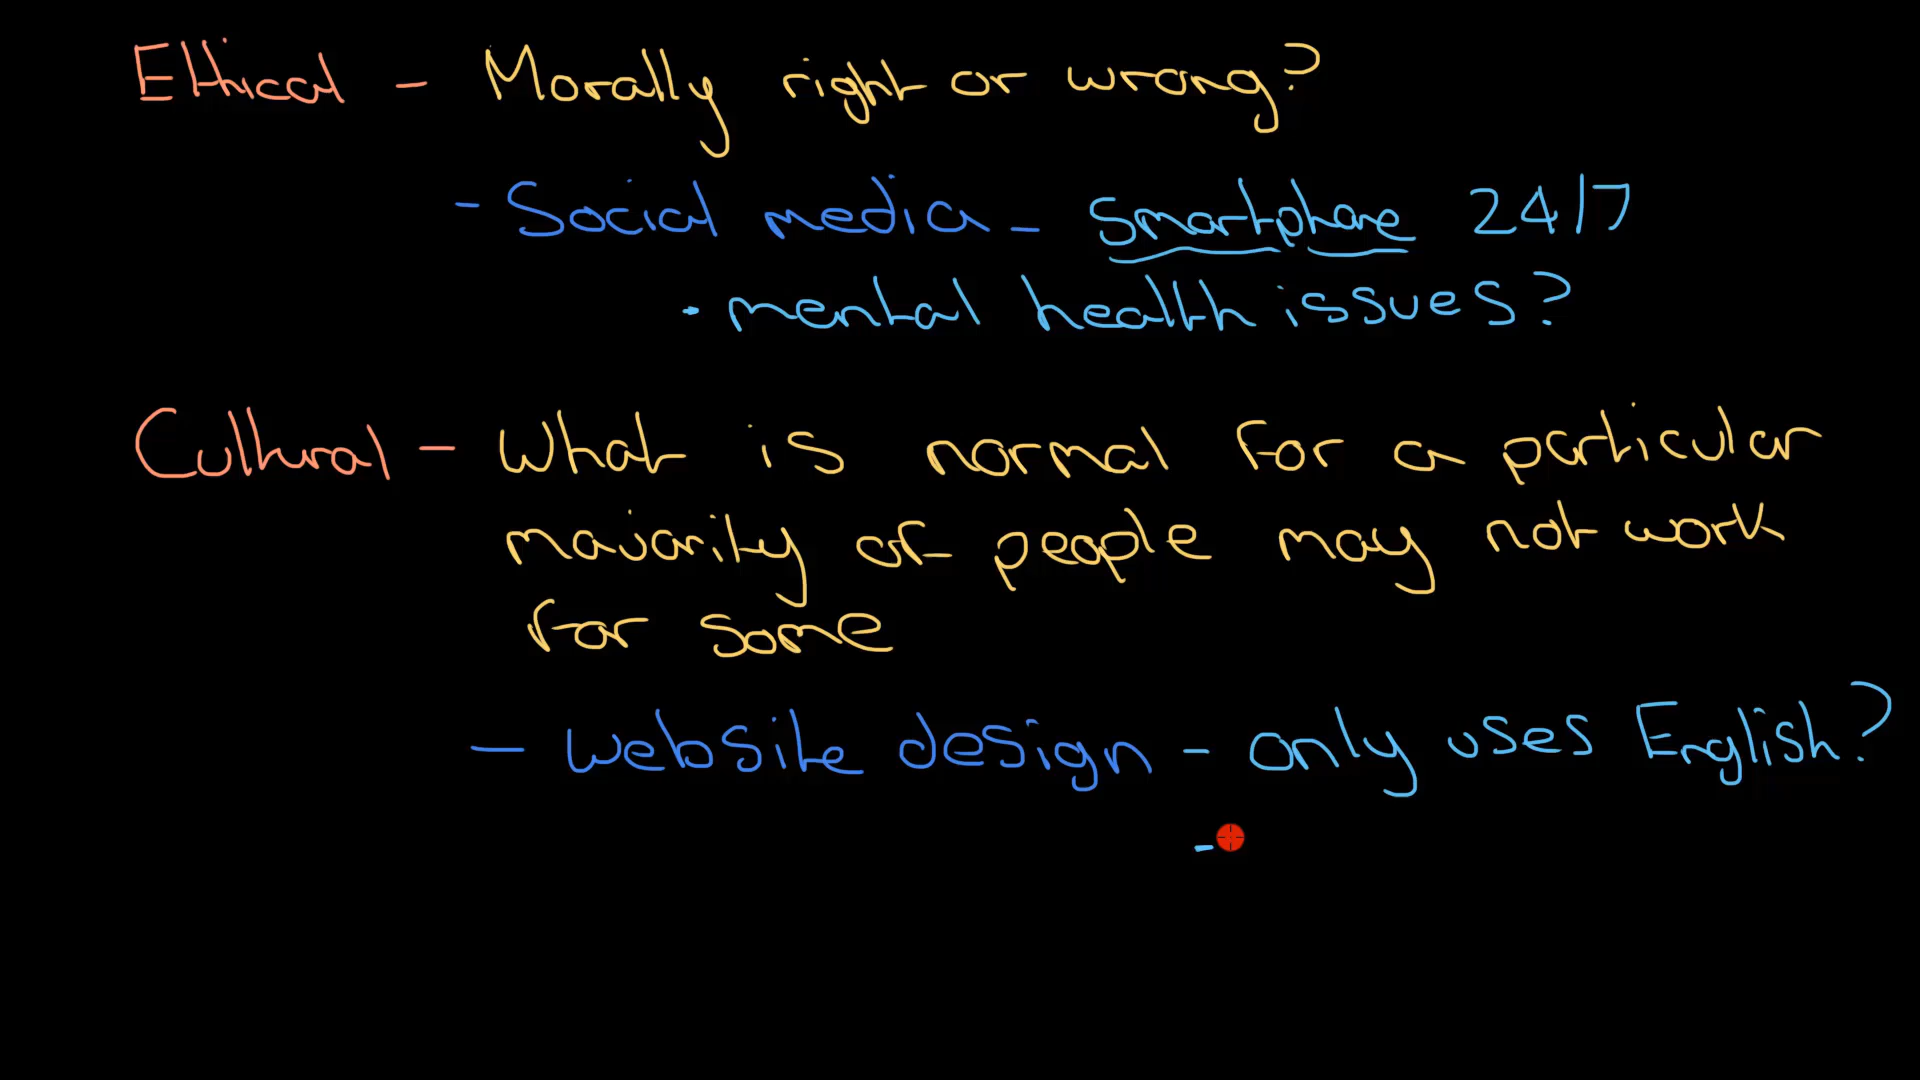 Ethical - Morally right or wrong?
- Social media - smartphone 24/7
• mental health issues?
Cultural - What is normal for a particular
majority of people may not work
for some
- website design - only uses English?
-